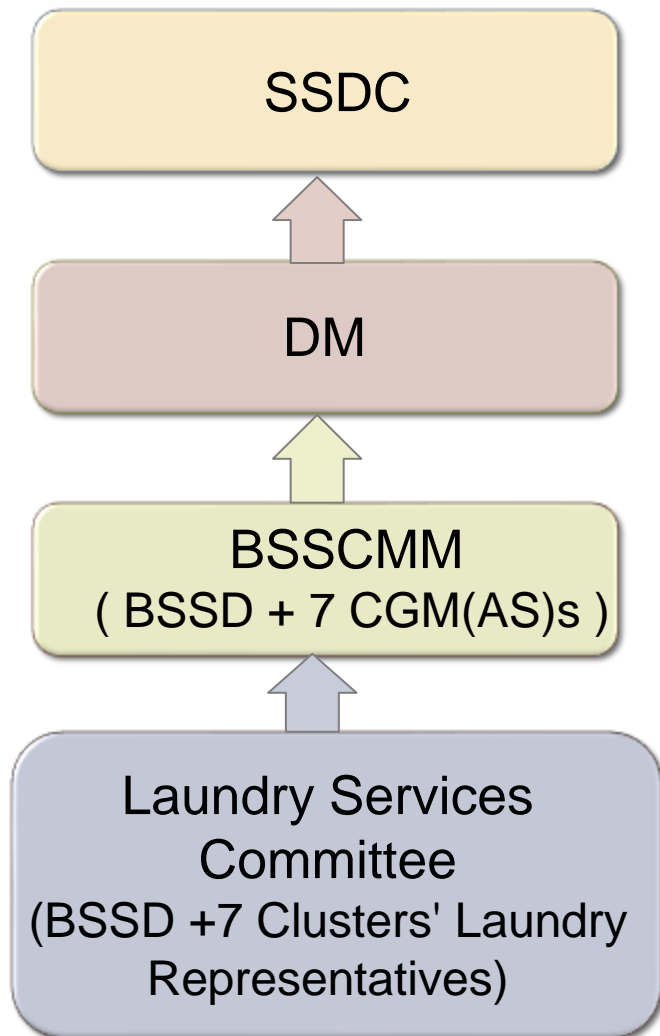 SSDC
DM
BSSCMM
( BSSD + 7 CGM(AS)s )
Laundry Services
Committee
(BSSD +7 Clusters' Laundry
Representatives)